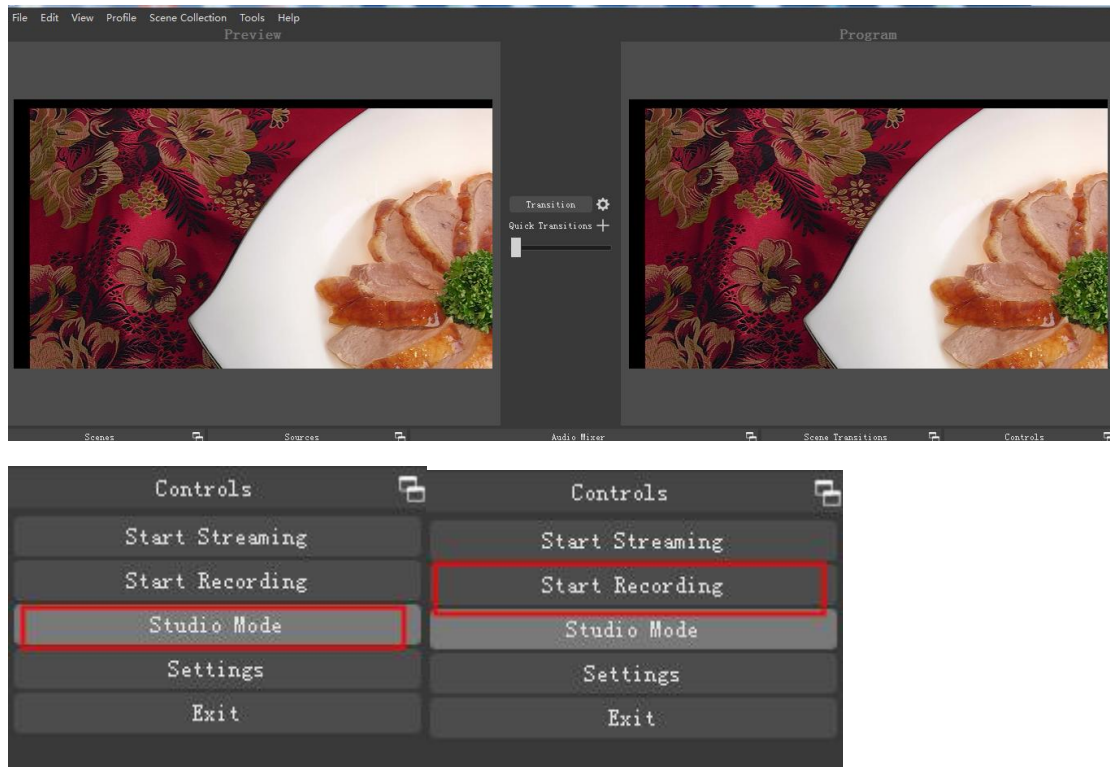 File Edit View Profile Scene Collection Tools Help
Preview Program
Transition
Quick Transitions
Scenes Sources Audio Mixer Scene Transitions Controls
Controls
Start Streaming
Start Recording
Studio Mode
Settings
Exit
Controls
Start Streaming
Start Recording
Studio Mode
Settings
Exit